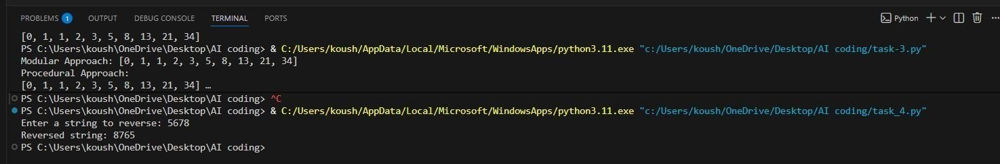 PROBLEMS 1 OUTPUT DEBUG CONSOLE TERMINAL PORTS Python
[0, 1, 1, 2, 3, 5, 8, 13, 21, 34]
PS C:\Users\koush\OneDrive\Desktop\AI coding> & C:/Users/koush/AppData/Local/Microsoft/WindowsApps/python3.11.exe "c:/Users/koush/OneDrive/Desktop/AI coding/task-3.py"
Modular Approach: [0, 1, 1, 2, 3, 5, 8, 13, 21, 34]
Procedural Approach:
[0, 1, 1, 2, 3, 5, 8, 13, 21, 34] …
PS C:\Users\koush\OneDrive\Desktop\AI coding> ^C
PS C:\Users\koush\OneDrive\Desktop\AI coding> & C:/Users/koush/AppData/Local/Microsoft/WindowsApps/python3.11.exe "c:/Users/koush/OneDrive/Desktop/AI coding/task_4.py"
Enter a string to reverse: 5678
Reversed string: 8765
PS C:\Users\koush\OneDrive\Desktop\AI coding>